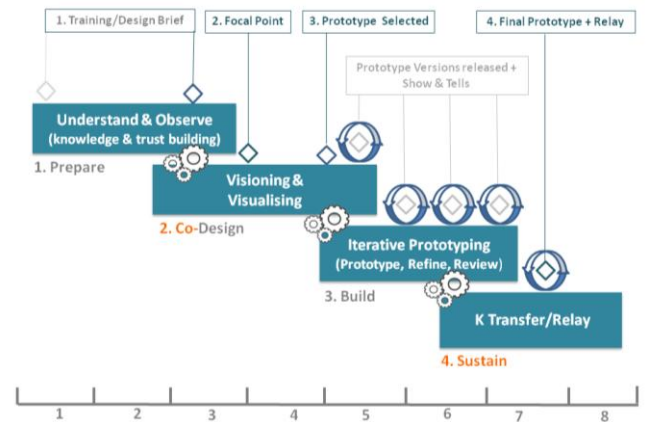 1. Training/Design Brief
2. Focal Point
3. Prototype Selected
4. Final Prototype + Relay
Prototype Versions released +
Show & Tells
Understand & Observe
(knowledge & trust building)
1. Prepare
Visioning &
Visualising
2. Co-Design
Iterative Prototyping
(Prototype, Refine, Review)
3. Build
K Transfer/Relay
4. Sustain
1 2 3 4 5 6 7 8